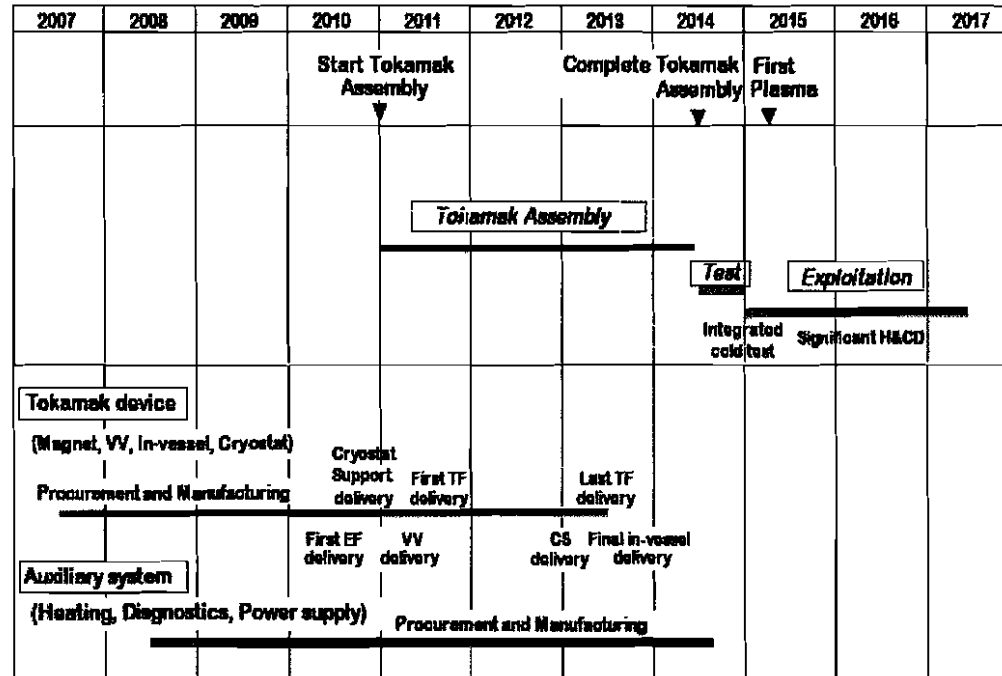 2007 2008 2009 2010 2011 2012 2013 2014 2015 2016 2017
Start Tokamak
Assembly
Complete Tokamak
Assembly
First
Plasma
Tokamak Assembly
Test
Exploitation
Integrated
cold test
Significant H&CD
Tokamak device
(Magnet, VV, In-vessel, Cryostat)
Cryostat
Support
delivery
First TF
delivery
Last TF
delivery
Procurement and Manufacturing
First EF
delivery
VV
delivery
CS
delivery
Final in-vessel
delivery
Auxiliary system
(Heating, Diagnostics, Power supply)
Procurement and Manufacturing